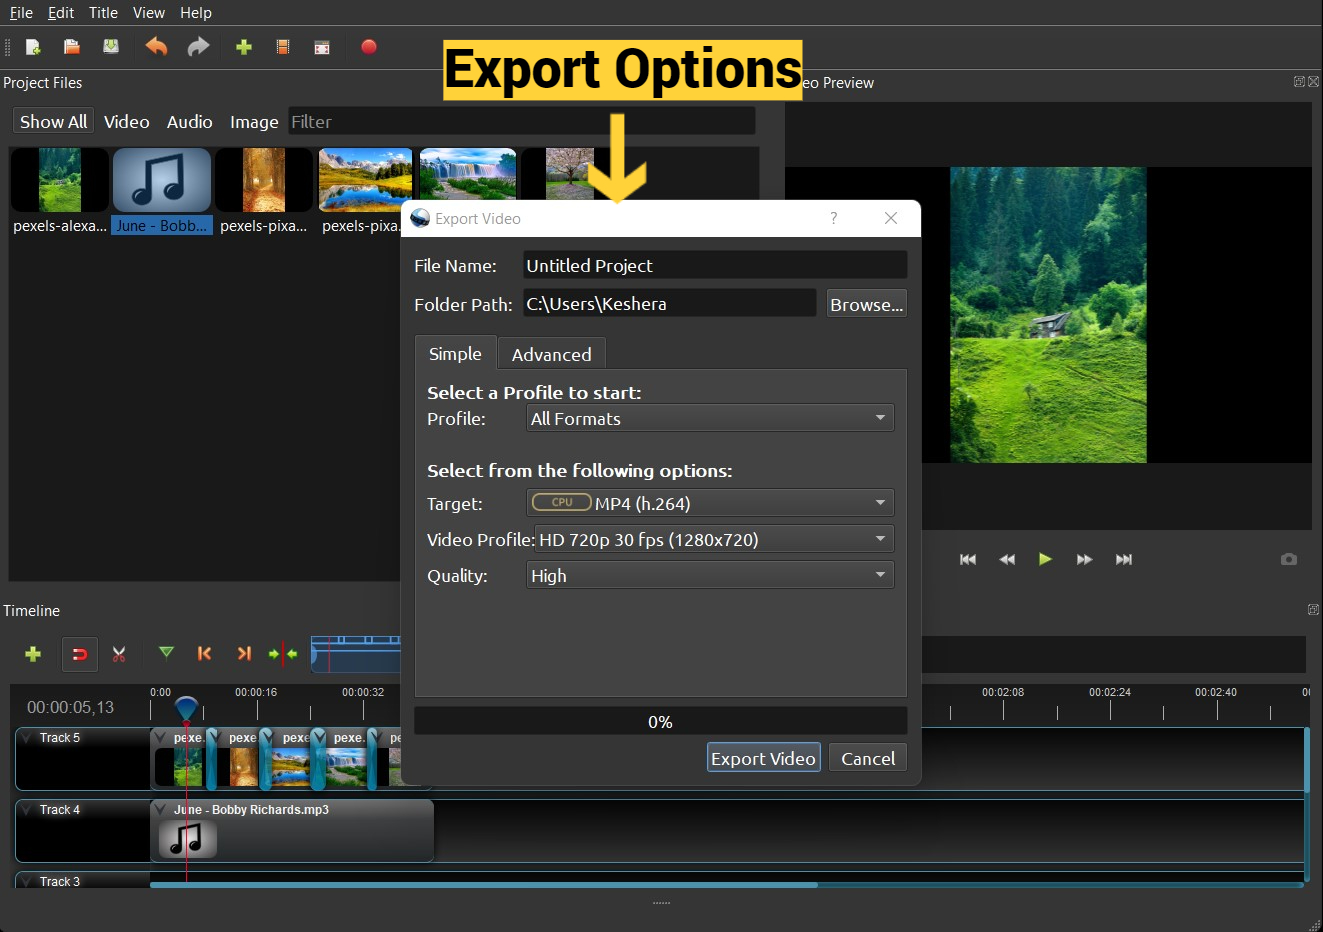 File Edit Title View Help
Export Options
Project Files
eo Preview
Show All Video Audio Image Filter
pexels-alexa... June - Bobb... pexels-pixa... pexels-pixa.
Export Video ?
File Name: Untitled Project
Folder Path: C:\Users\Keshera Browse...
Simple Advanced
Select a Profile to start:
Profile: All Formats
Select from the following options:
Target: CPU MP4 (h.264)
Video Profile: HD 720p 30 fps (1280x720)
Quality: High
0%
Export Video Cancel
Timeline
0:00 00:00:16 00:00:32 00:02:08 00:02:24 00:02:40 00
00:00:05,13
Track 5 pexe. pexe. pexe pexe. pe
Track 4 June - Bobby Richards.mp3
Track 3